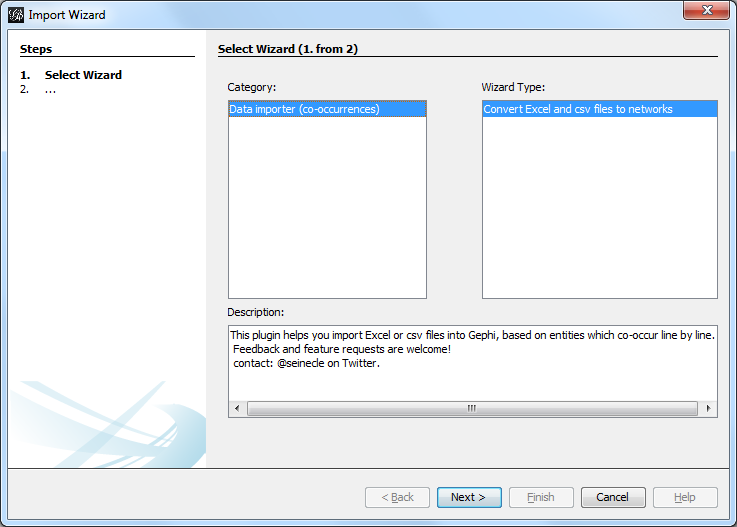 Import Wizard
Steps
1. Select Wizard
2. ...
Select Wizard (1. from 2)
Category:
Data importer (co-occurrences)
Wizard Type:
Convert Excel and csv files to networks
Description:
This plugin helps you import Excel or csv files into Gephi, based on entities which co-occur line by line.
Feedback and feature requests are welcome!
contact: @seinecle on Twitter.
< Back
Next >
Finish
Cancel
Help